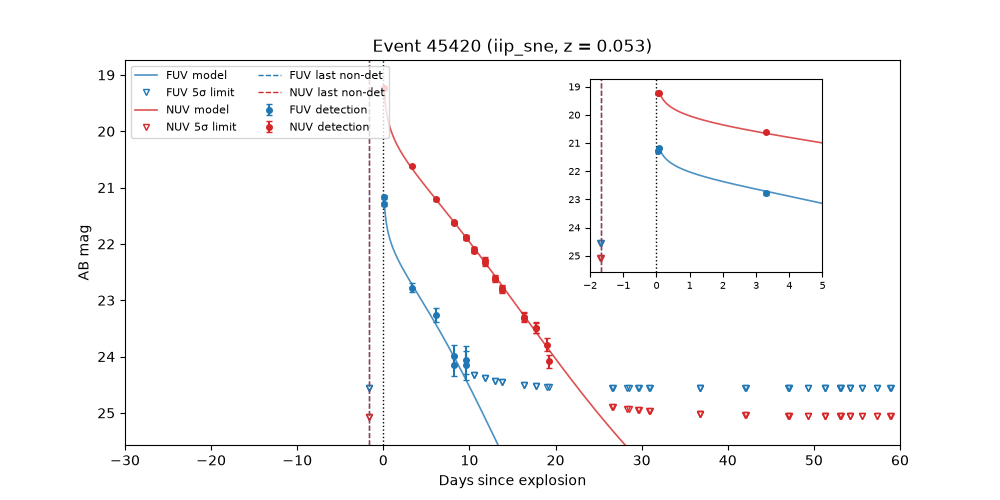 Event 45420 (iip_sne, z = 0.053)
FUV model
FUV 5σ limit
NUV model
NUV 5σ limit
FUV last non-det
NUV last non-det
FUV detection
NUV detection
19
20
21
22
23
24
25
AB mag
−30
−20
−10
0
10
20
30
40
50
60
Days since explosion
19
20
21
22
23
24
25
−2
−1
0
1
2
3
4
5